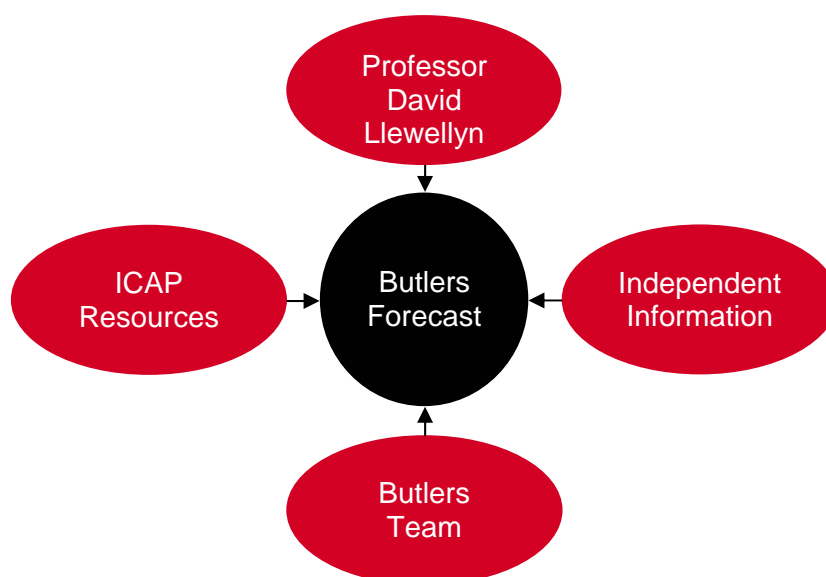 Professor
David
Llewellyn
ICAP
Resources
Butlers
Forecast
Independent
Information
Butlers
Team